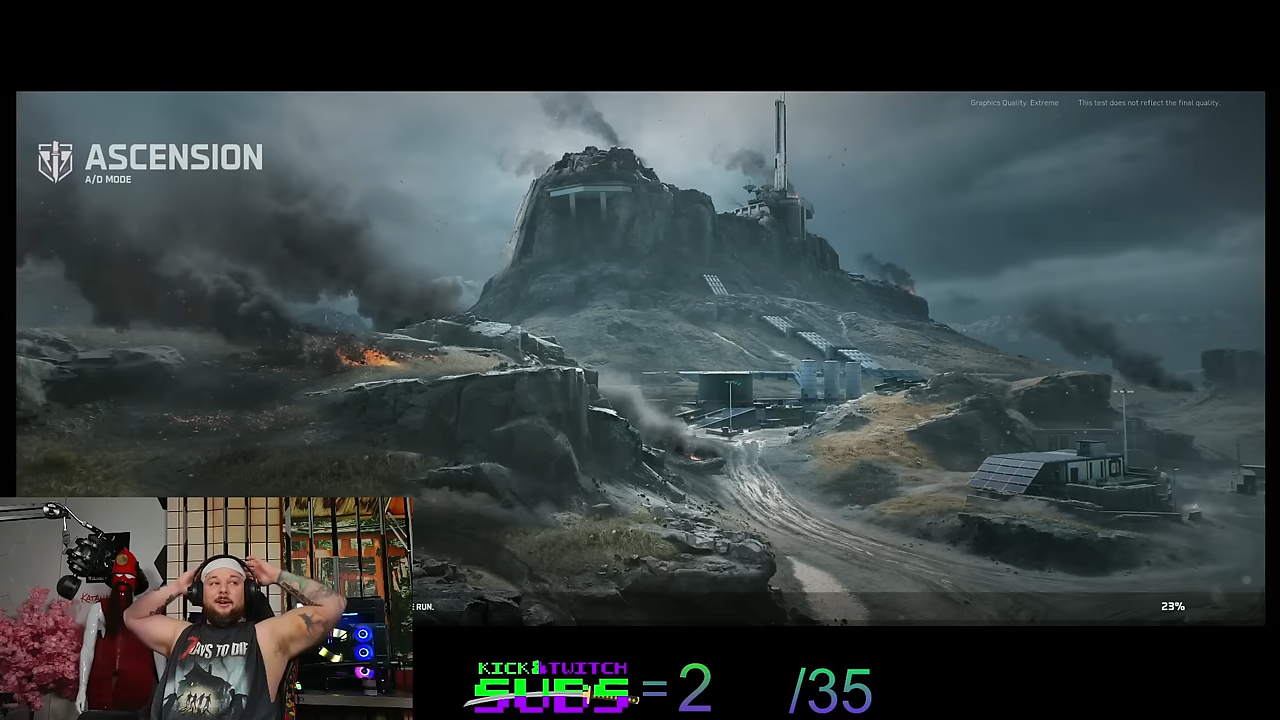 Graphics Quality: Extreme
This test does not reflect the final quality.
ASCENSION
A/D MODE
E RUN.
23%
DAYS TO DIE
KICK & TWITCH
SUBS = 2 /35